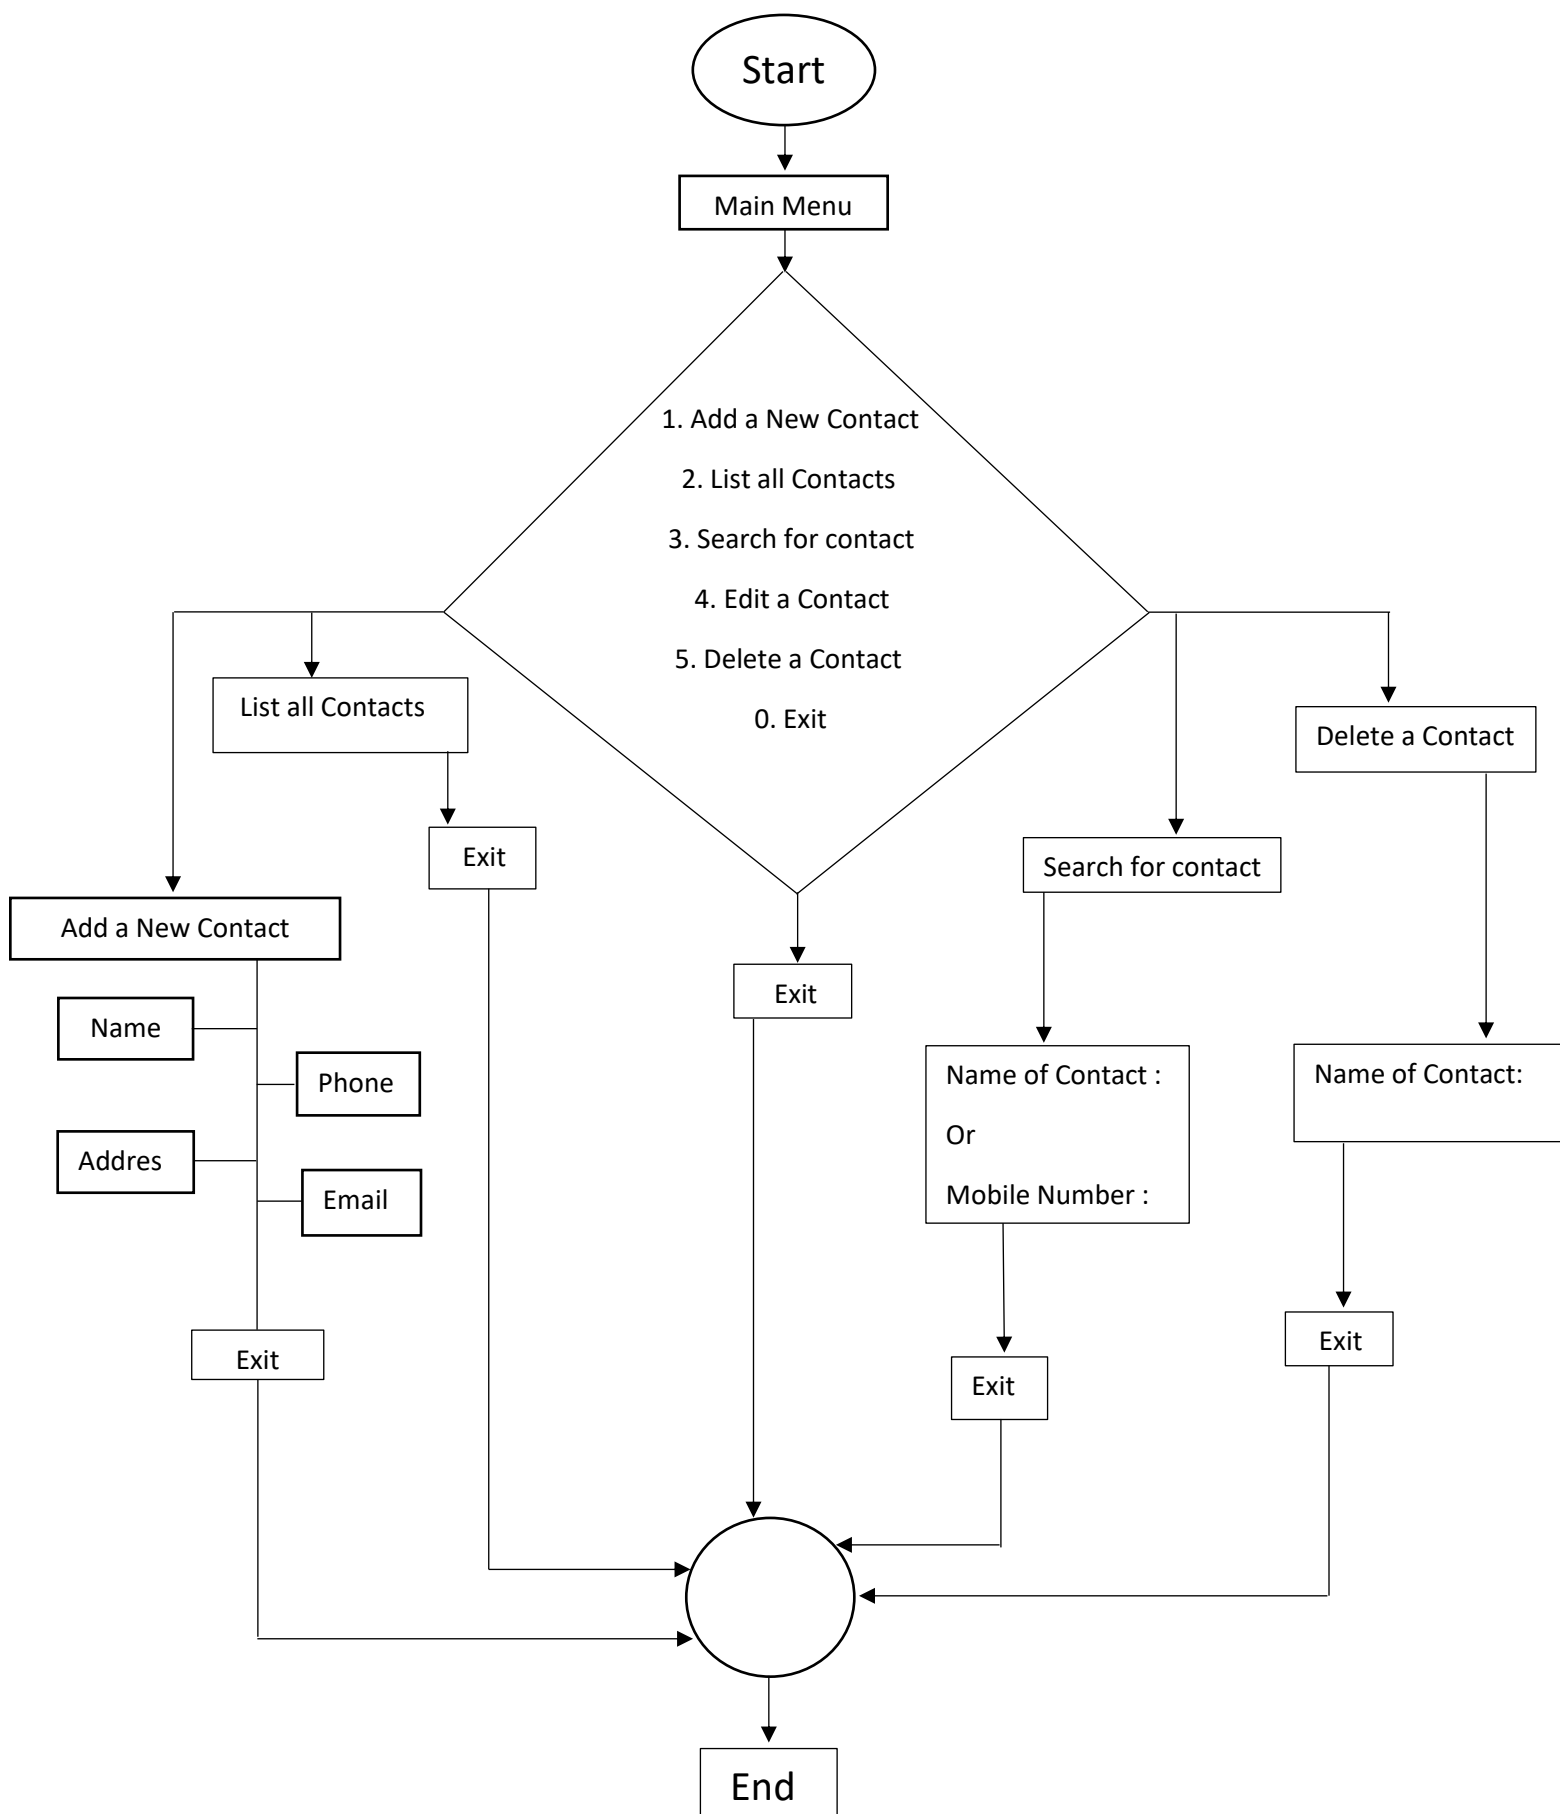 Start
Main Menu
1. Add a New Contact
2. List all Contacts
3. Search for contact
4. Edit a Contact
5. Delete a Contact
0. Exit
List all Contacts
Delete a Contact
Exit
Search for contact
Add a New Contact
Exit
Name
Phone
Name of Contact :
Or
Mobile Number :
Name of Contact:
Addres
Email
Exit
Exit
Exit
End